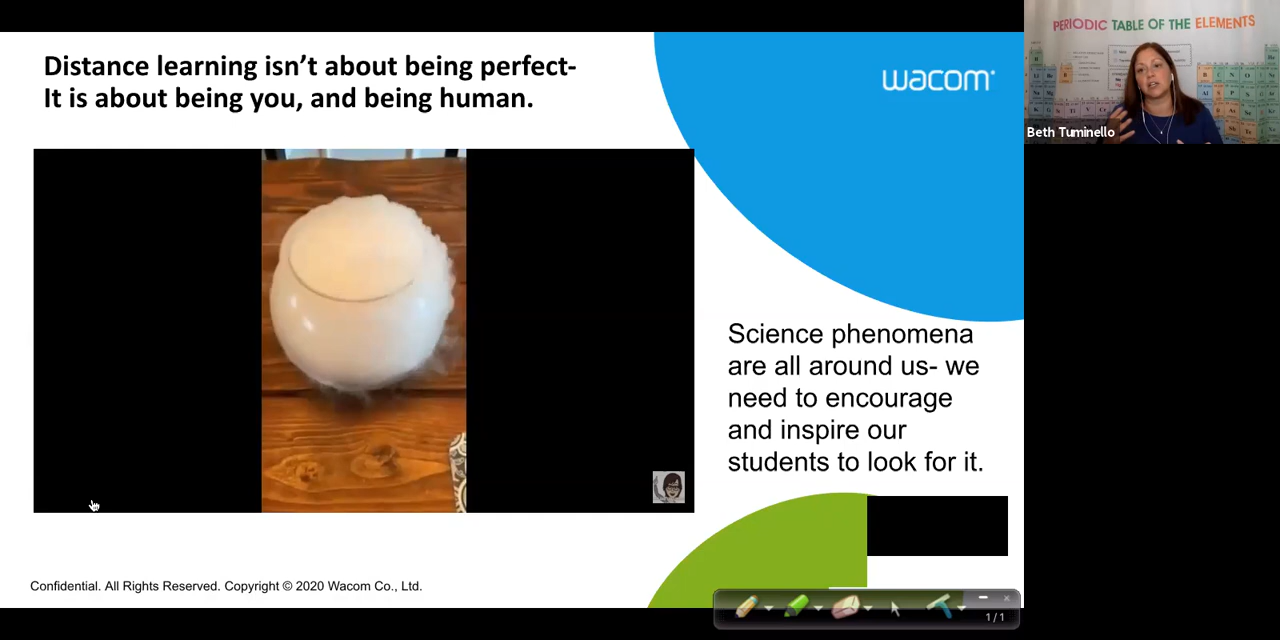 Distance learning isn't about being perfect-
It is about being you, and being human.
wacom
PERIODIC TABLE OF THE ELEMENTS
Beth Tuminello
Science phenomena
are all around us- we
need to encourage
and inspire our
students to look for it.
Confidential. All Rights Reserved. Copyright © 2020 Wacom Co., Ltd.
1/1